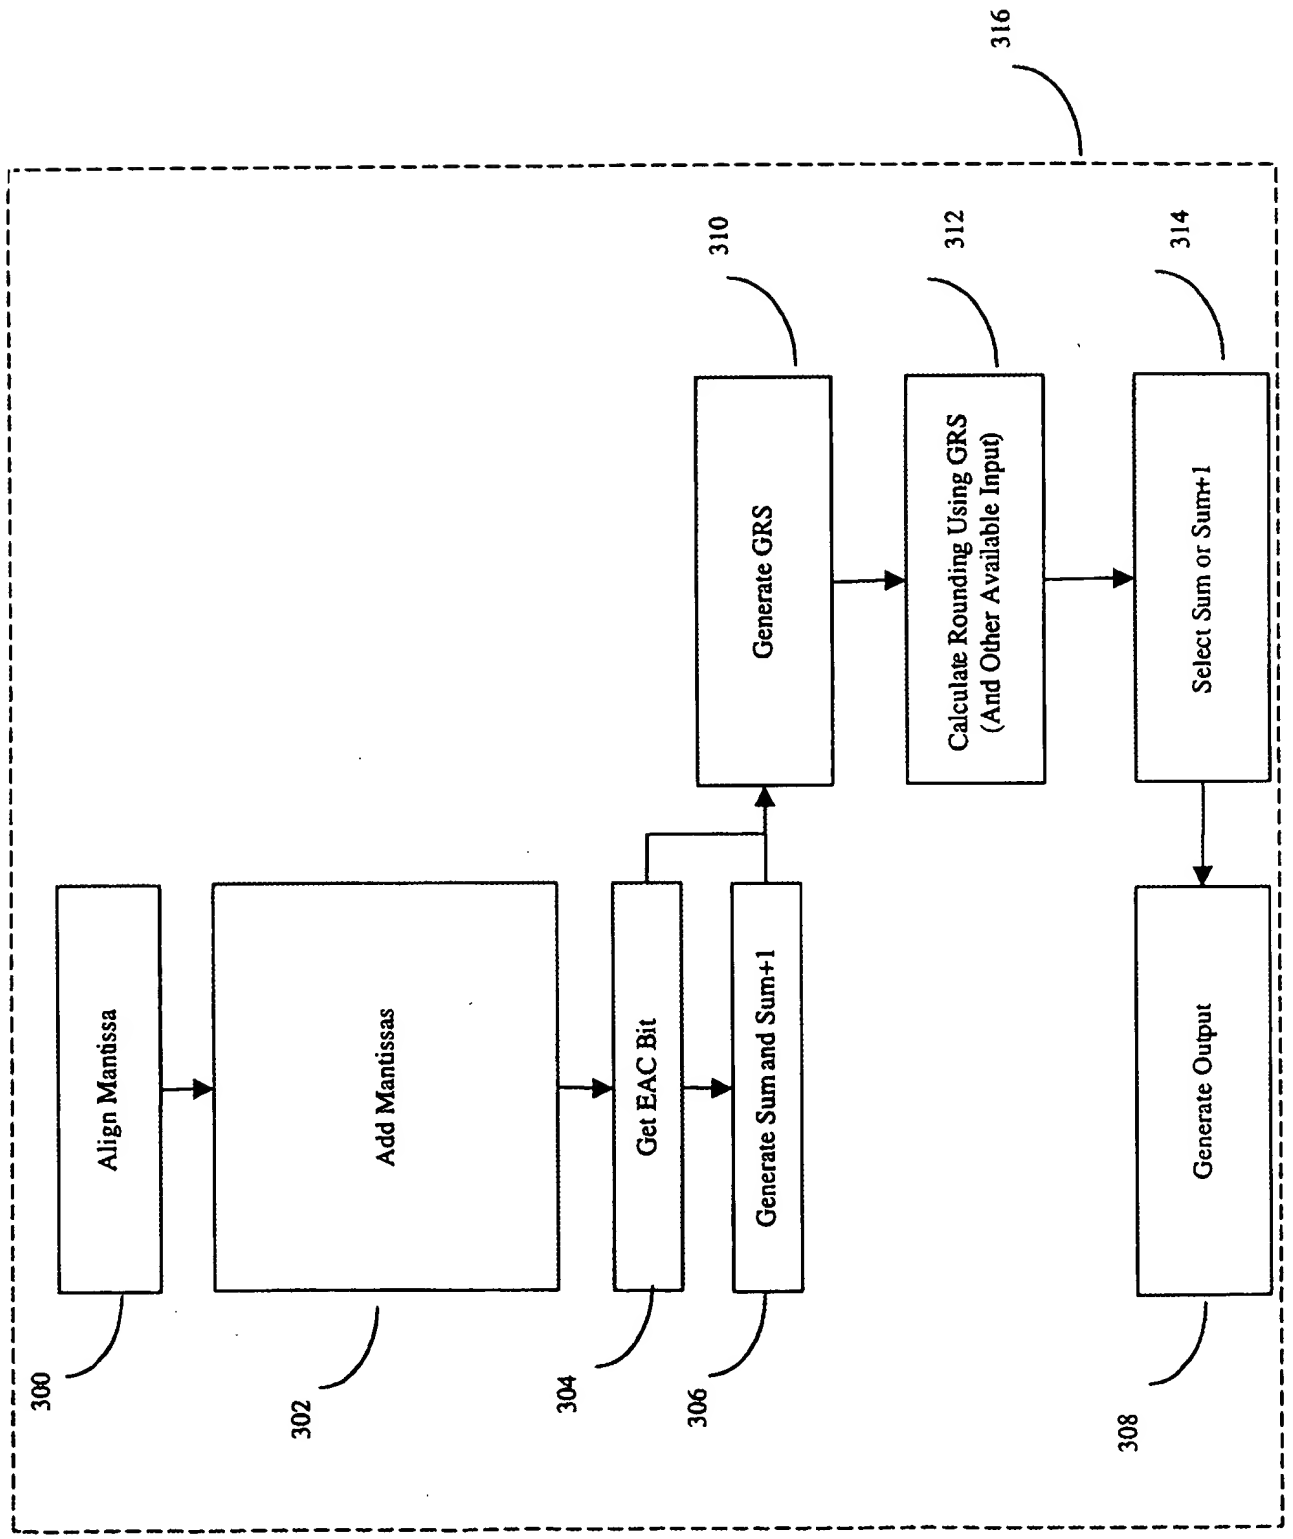 316
300
Align Mantissa
302
Add Mantissas
304
Get EAC Bit
306
Generate Sum and Sum+1
310
Generate GRS
312
Calculate Rounding Using GRS
(And Other Available Input)
314
Select Sum or Sum+1
308
Generate Output